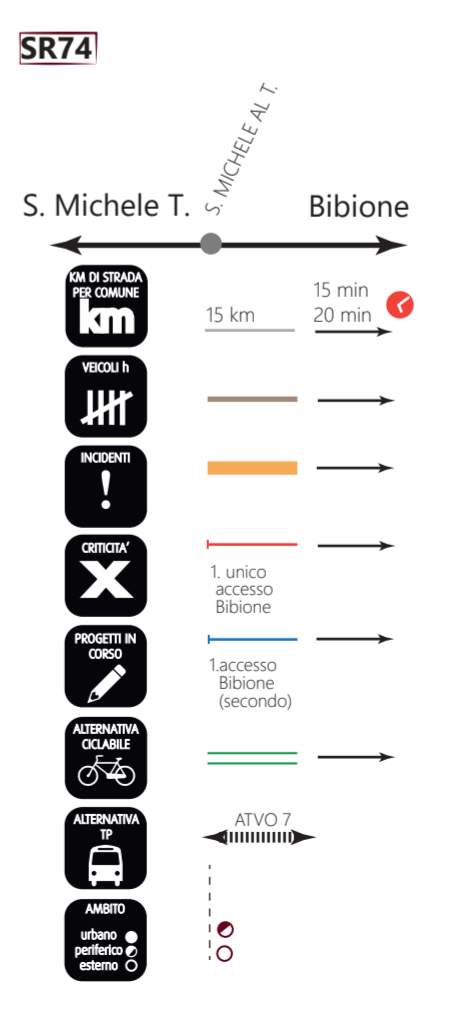 SR74
S. MICHELE AL T.
S. Michele T.
Bibione
KM DI STRADA
PER COMUNE
km
15 km
15 min
20 min
VEICOLI h
INCIDENTI
!
CRITICITA'
X
1. unico
accesso
Bibione
PROGETTI IN
CORSO
1.accesso
Bibione
(secondo)
ALTERNATIVA
CICLABILE
ALTERNATIVA
TP
ATVO 7
AMBITO
urbano
periferico
esterno